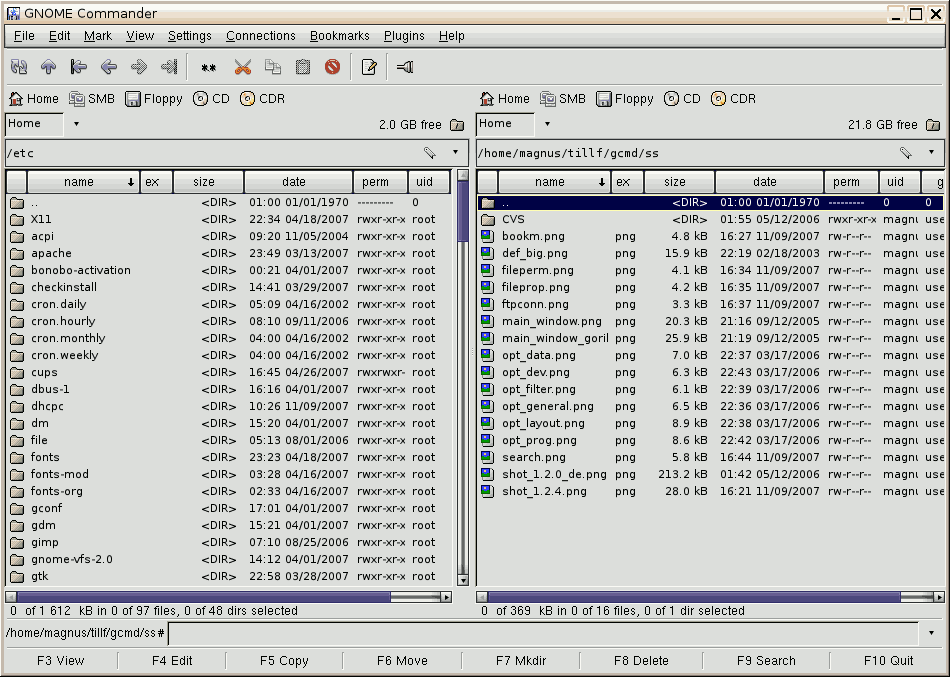 GNOME Commander
File Edit Mark View Settings Connections Bookmarks Plugins Help
Home SMB Floppy CD CDR
Home 2.0 GB free
/etc
name ex size date perm uid
.. <DIR> 01:00 01/01/1970 --------- 0
X11 <DIR> 22:34 04/18/2007 rwxr-xr-x root
acpi <DIR> 09:20 11/05/2004 rwxr-xr-x root
apache <DIR> 23:49 03/13/2007 rwxr-xr-x root
bonobo-activation <DIR> 00:21 04/01/2007 rwxr-xr-x root
checkinstall <DIR> 14:41 03/29/2007 rwxr-xr-x root
cron.daily <DIR> 05:09 04/16/2002 rwxr-xr-x root
cron.hourly <DIR> 08:10 09/11/2006 rwxr-xr-x root
cron.monthly <DIR> 04:00 04/16/2002 rwxr-xr-x root
cron.weekly <DIR> 04:00 04/16/2002 rwxr-xr-x root
cups <DIR> 16:45 04/26/2007 rwxrwxr- root
dbus-1 <DIR> 16:16 04/01/2007 rwxr-xr-x root
dhcpc <DIR> 10:26 11/09/2007 rwxr-xr-x root
dm <DIR> 15:20 04/01/2007 rwxr-xr-x root
file <DIR> 05:13 08/01/2006 rwxr-xr-x root
fonts <DIR> 23:23 04/18/2007 rwxr-xr-x root
fonts-mod <DIR> 03:28 04/16/2007 rwxr-xr-x root
fonts-org <DIR> 02:33 04/16/2007 rwxr-xr-x root
gconf <DIR> 17:01 04/01/2007 rwxr-xr-x root
gdm <DIR> 15:21 04/01/2007 rwxr-xr-x root
gimp <DIR> 07:10 08/25/2006 rwxr-xr-x root
gnome-vfs-2.0 <DIR> 14:12 04/01/2007 rwxr-xr-x root
gtk <DIR> 22:58 03/28/2007 rwxr-xr-x root
0 of 1 612 kB in 0 of 97 files, 0 of 48 dirs selected
Home SMB Floppy CD CDR
Home 21.8 GB free
/home/magnus/tillf/gcmd/ss
name ex size date perm uid g
.. <DIR> 01:00 01/01/1970 --------- 0 0
CVS <DIR> 01:55 05/12/2006 rwxr-xr-x magnu use
bookm.png png 4.8 kB 16:27 11/09/2007 rw-r--r-- magnu use
def_big.png png 15.9 kB 22:19 02/18/2003 rw-r--r-- magnu use
fileperm.png png 4.1 kB 16:34 11/09/2007 rw-r--r-- magnu use
fileprop.png png 4.2 kB 16:35 11/09/2007 rw-r--r-- magnu use
ftpconn.png png 3.3 kB 16:37 11/09/2007 rw-r--r-- magnu use
main_window.png png 20.3 kB 21:16 09/12/2005 rw-r--r-- magnu use
main_window_goril png 25.9 kB 21:19 09/12/2005 rw-r--r-- magnu use
opt_data.png png 7.0 kB 22:37 03/17/2006 rw-r--r-- magnu use
opt_dev.png png 6.3 kB 22:43 03/17/2006 rw-r--r-- magnu use
opt_filter.png png 6.1 kB 22:39 03/17/2006 rw-r--r-- magnu use
opt_general.png png 6.5 kB 22:36 03/17/2006 rw-r--r-- magnu use
opt_layout.png png 8.9 kB 22:38 03/17/2006 rw-r--r-- magnu use
opt_prog.png png 8.6 kB 22:42 03/17/2006 rw-r--r-- magnu use
search.png png 5.8 kB 16:44 11/09/2007 rw-r--r-- magnu use
shot_1.2.0_de.png png 213.2 kB 01:42 05/12/2006 rw-r--r-- magnu use
shot_1.2.4.png png 28.0 kB 16:21 11/09/2007 rw-r--r-- magnu use
0 of 369 kB in 0 of 16 files, 0 of 1 dir selected
/home/magnus/tillf/gcmd/ss#
F3 View F4 Edit F5 Copy F6 Move F7 Mkdir F8 Delete F9 Search F10 Quit